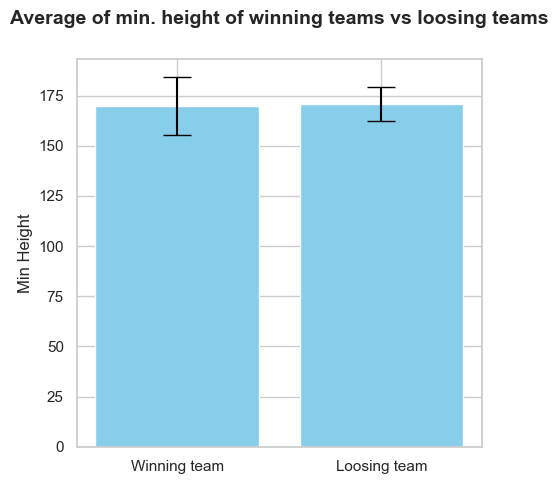 Average of min. height of winning teams vs loosing teams
175
150
125
100
75
50
25
0
Min Height
Winning team
Loosing team